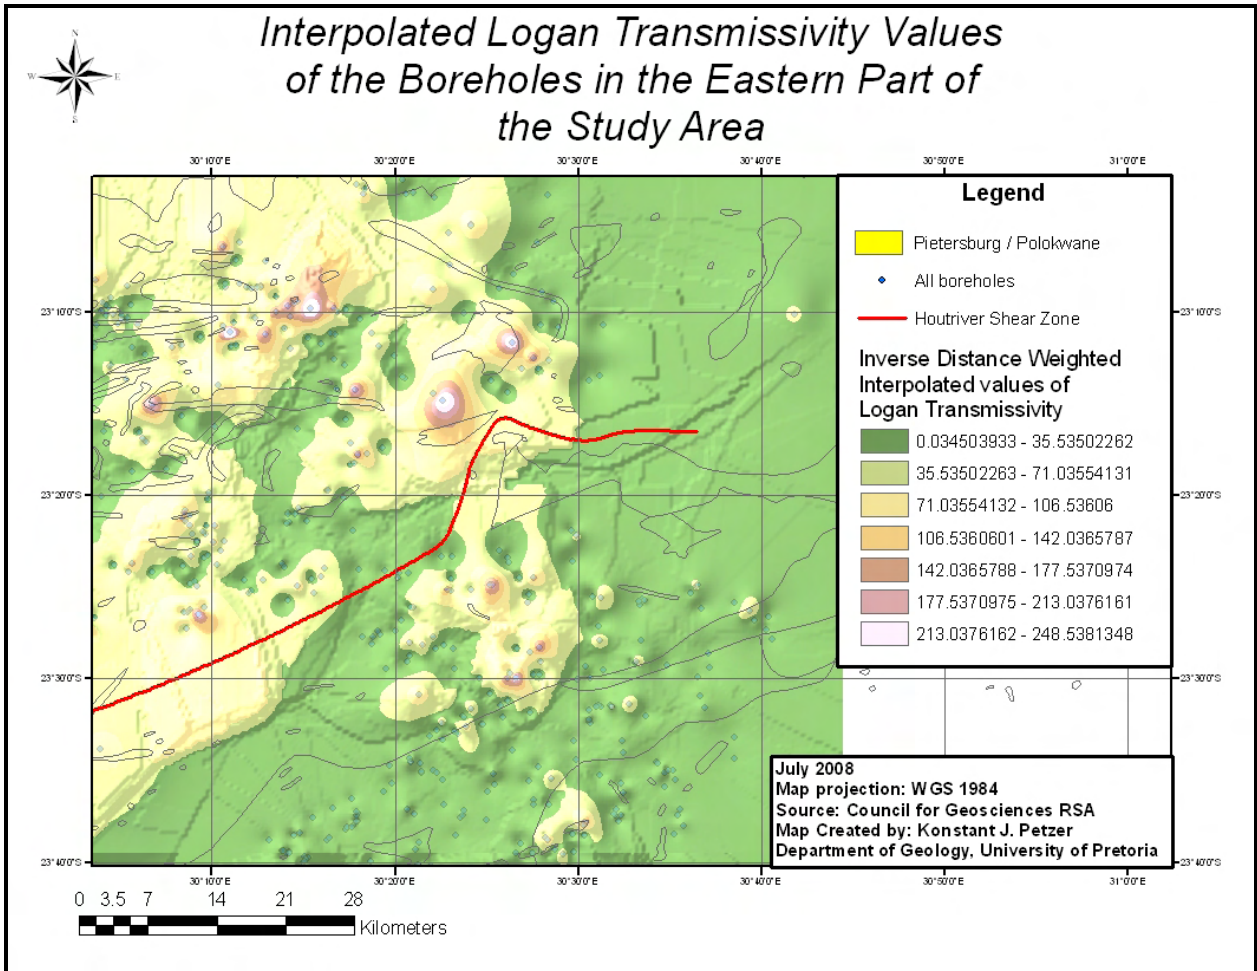 Interpolated Logan Transmissivity Values
of the Boreholes in the Eastern Part of
the Study Area
N
W E
S
30°10'0"E 30°20'0"E 30°30'0"E 30°40'0"E 30°50'0"E 31°0'0"E
Legend
Pietersburg / Polokwane
All boreholes
Houtriver Shear Zone
Inverse Distance Weighted
Interpolated values of
Logan Transmissivity
0.034503933 - 35.53502262
35.53502263 - 71.03554131
71.03554132 - 106.53606
106.5360601 - 142.0365787
142.0365788 - 177.5370974
177.5370975 - 213.0376161
213.0376162 - 248.5381348
23°10'0"S 23°10'0"S
23°20'0"S 23°20'0"S
23°30'0"S 23°30'0"S
23°40'0"S 23°40'0"S
July 2008
Map projection: WGS 1984
Source: Council for Geosciences RSA
Map Created by: Konstant J. Petzer
Department of Geology, University of Pretoria
30°10'0"E 30°20'0"E 30°30'0"E 30°40'0"E 30°50'0"E 31°0'0"E
0 3.5 7 14 21 28
Kilometers